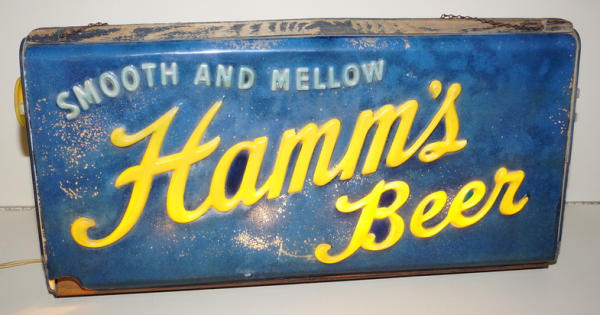 SMOOTH AND MELLOW
Hamm's
Beer